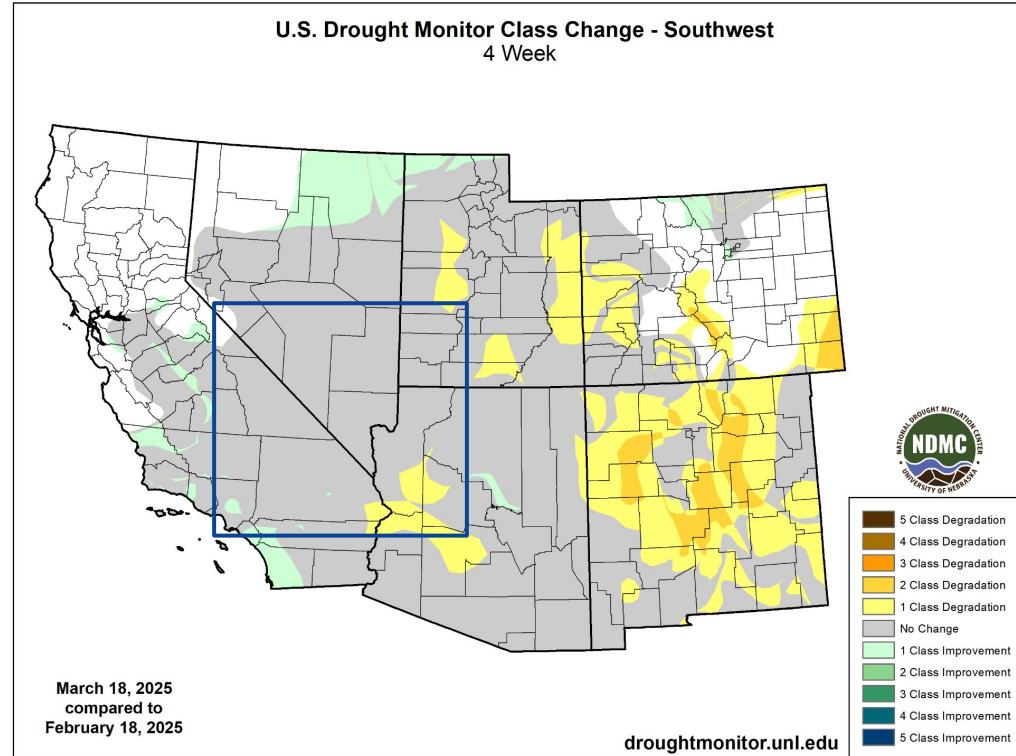 U.S. Drought Monitor Class Change - Southwest
4 Week
NATIONAL DROUGHT MITIGATION CENTER
NDMC
UNIVERSITY OF NEBRASKA
5 Class Degradation
4 Class Degradation
3 Class Degradation
2 Class Degradation
1 Class Degradation
No Change
1 Class Improvement
2 Class Improvement
3 Class Improvement
4 Class Improvement
5 Class Improvement
March 18, 2025
compared to
February 18, 2025
droughtmonitor.unl.edu